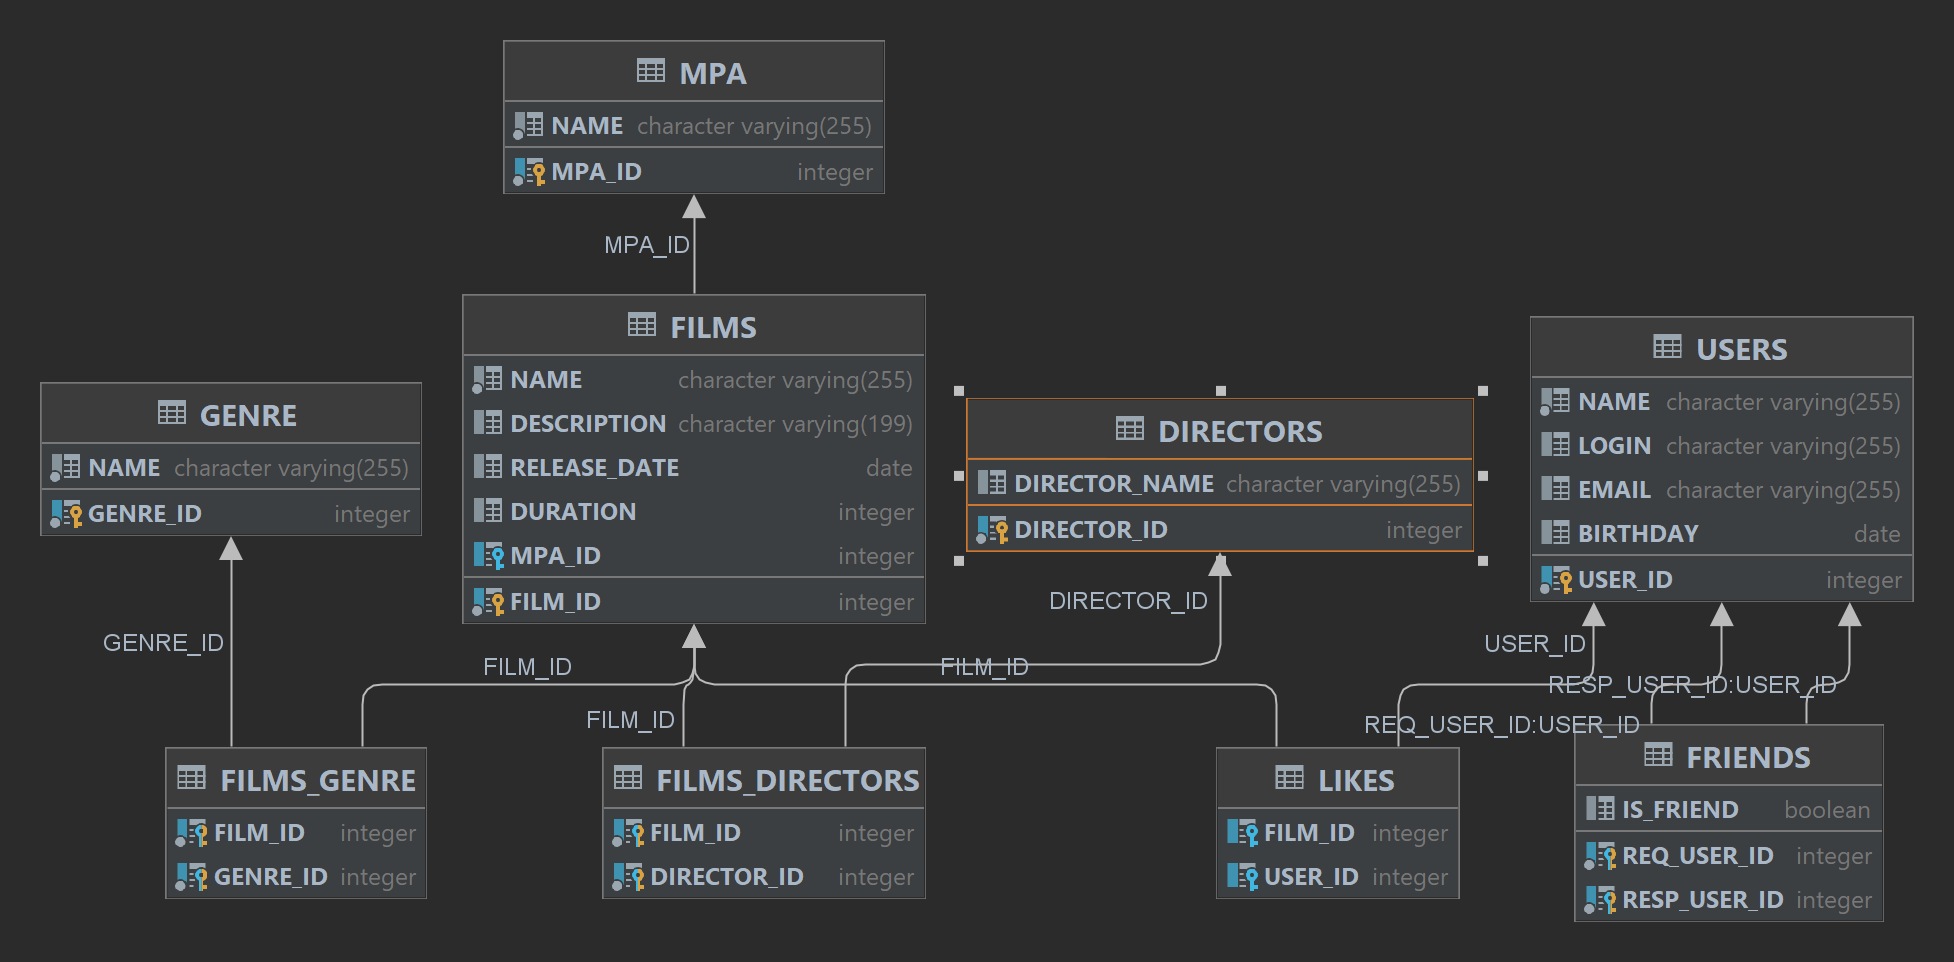 MPA
NAME character varying(255)
MPA_ID integer
MPA_ID
FILMS
NAME character varying(255)
DESCRIPTION character varying(199)
RELEASE_DATE date
DURATION integer
MPA_ID integer
FILM_ID integer
GENRE
NAME character varying(255)
GENRE_ID integer
DIRECTORS
DIRECTOR_NAME character varying(255)
DIRECTOR_ID integer
USERS
NAME character varying(255)
LOGIN character varying(255)
EMAIL character varying(255)
BIRTHDAY date
USER_ID integer
GENRE_ID
FILM_ID
FILM_ID
DIRECTOR_ID
FILM_ID
USER_ID
RESP_USER_ID:USER_ID
REQ_USER_ID:USER_ID
FILMS_GENRE
FILM_ID integer
GENRE_ID integer
FILMS_DIRECTORS
FILM_ID integer
DIRECTOR_ID integer
LIKES
FILM_ID integer
USER_ID integer
FRIENDS
IS_FRIEND boolean
REQ_USER_ID integer
RESP_USER_ID integer